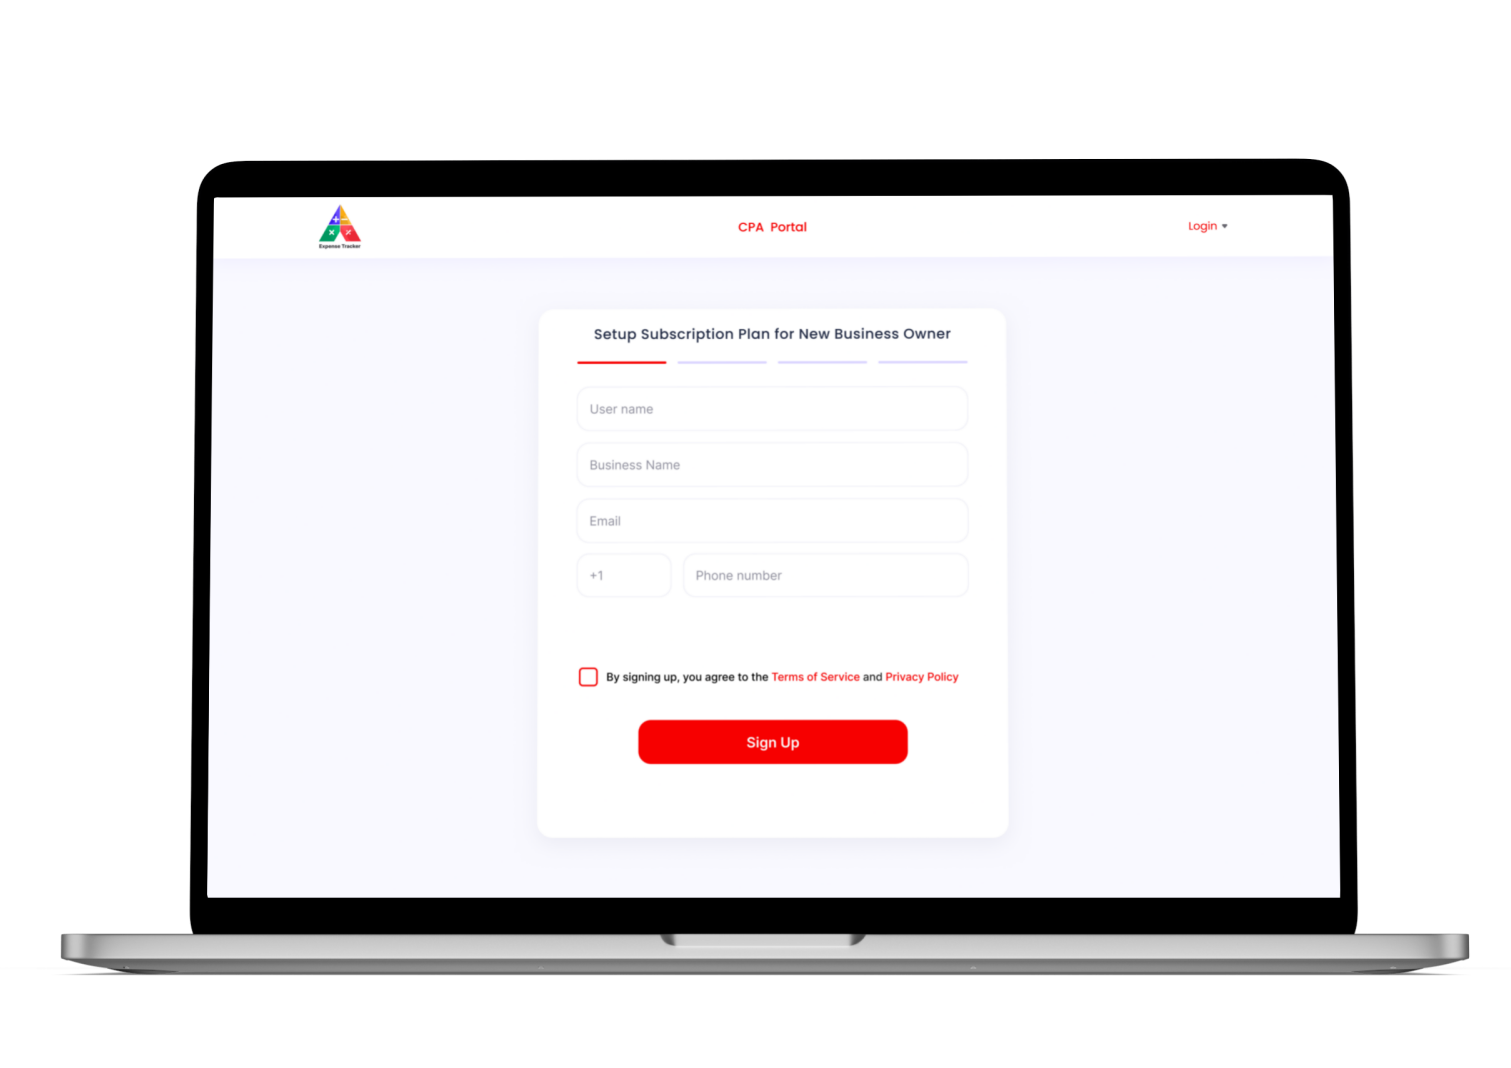 Expense Tracker
CPA Portal
Login
Setup Subscription Plan for New Business Owner
User name
Business Name
Email
+1 Phone number
By signing up, you agree to the Terms of Service and Privacy Policy
Sign Up